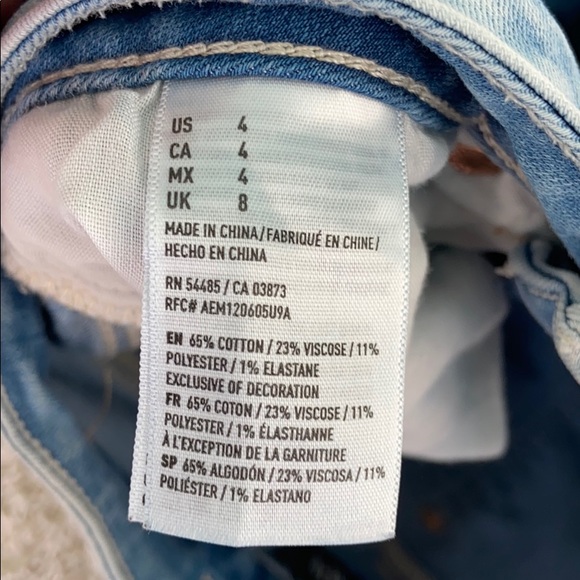 US 4
CA 4
MX 4
UK 8
MADE IN CHINA/FABRIQUÉ EN CHINE/
HECHO EN CHINA
RN 54485 / CA 03873
RFC# AEM120605U9A
EN 65% COTTON / 23% VISCOSE / 11%
POLYESTER / 1% ELASTANE
EXCLUSIVE OF DECORATION
FR 65% COTON / 23% VISCOSE / 11%
POLYESTER / 1% ÉLASTHANNE
À L'EXCEPTION DE LA GARNITURE
SP 65% ALGODÓN / 23% VISCOSA / 11%
POLIÉSTER / 1% ELASTANO